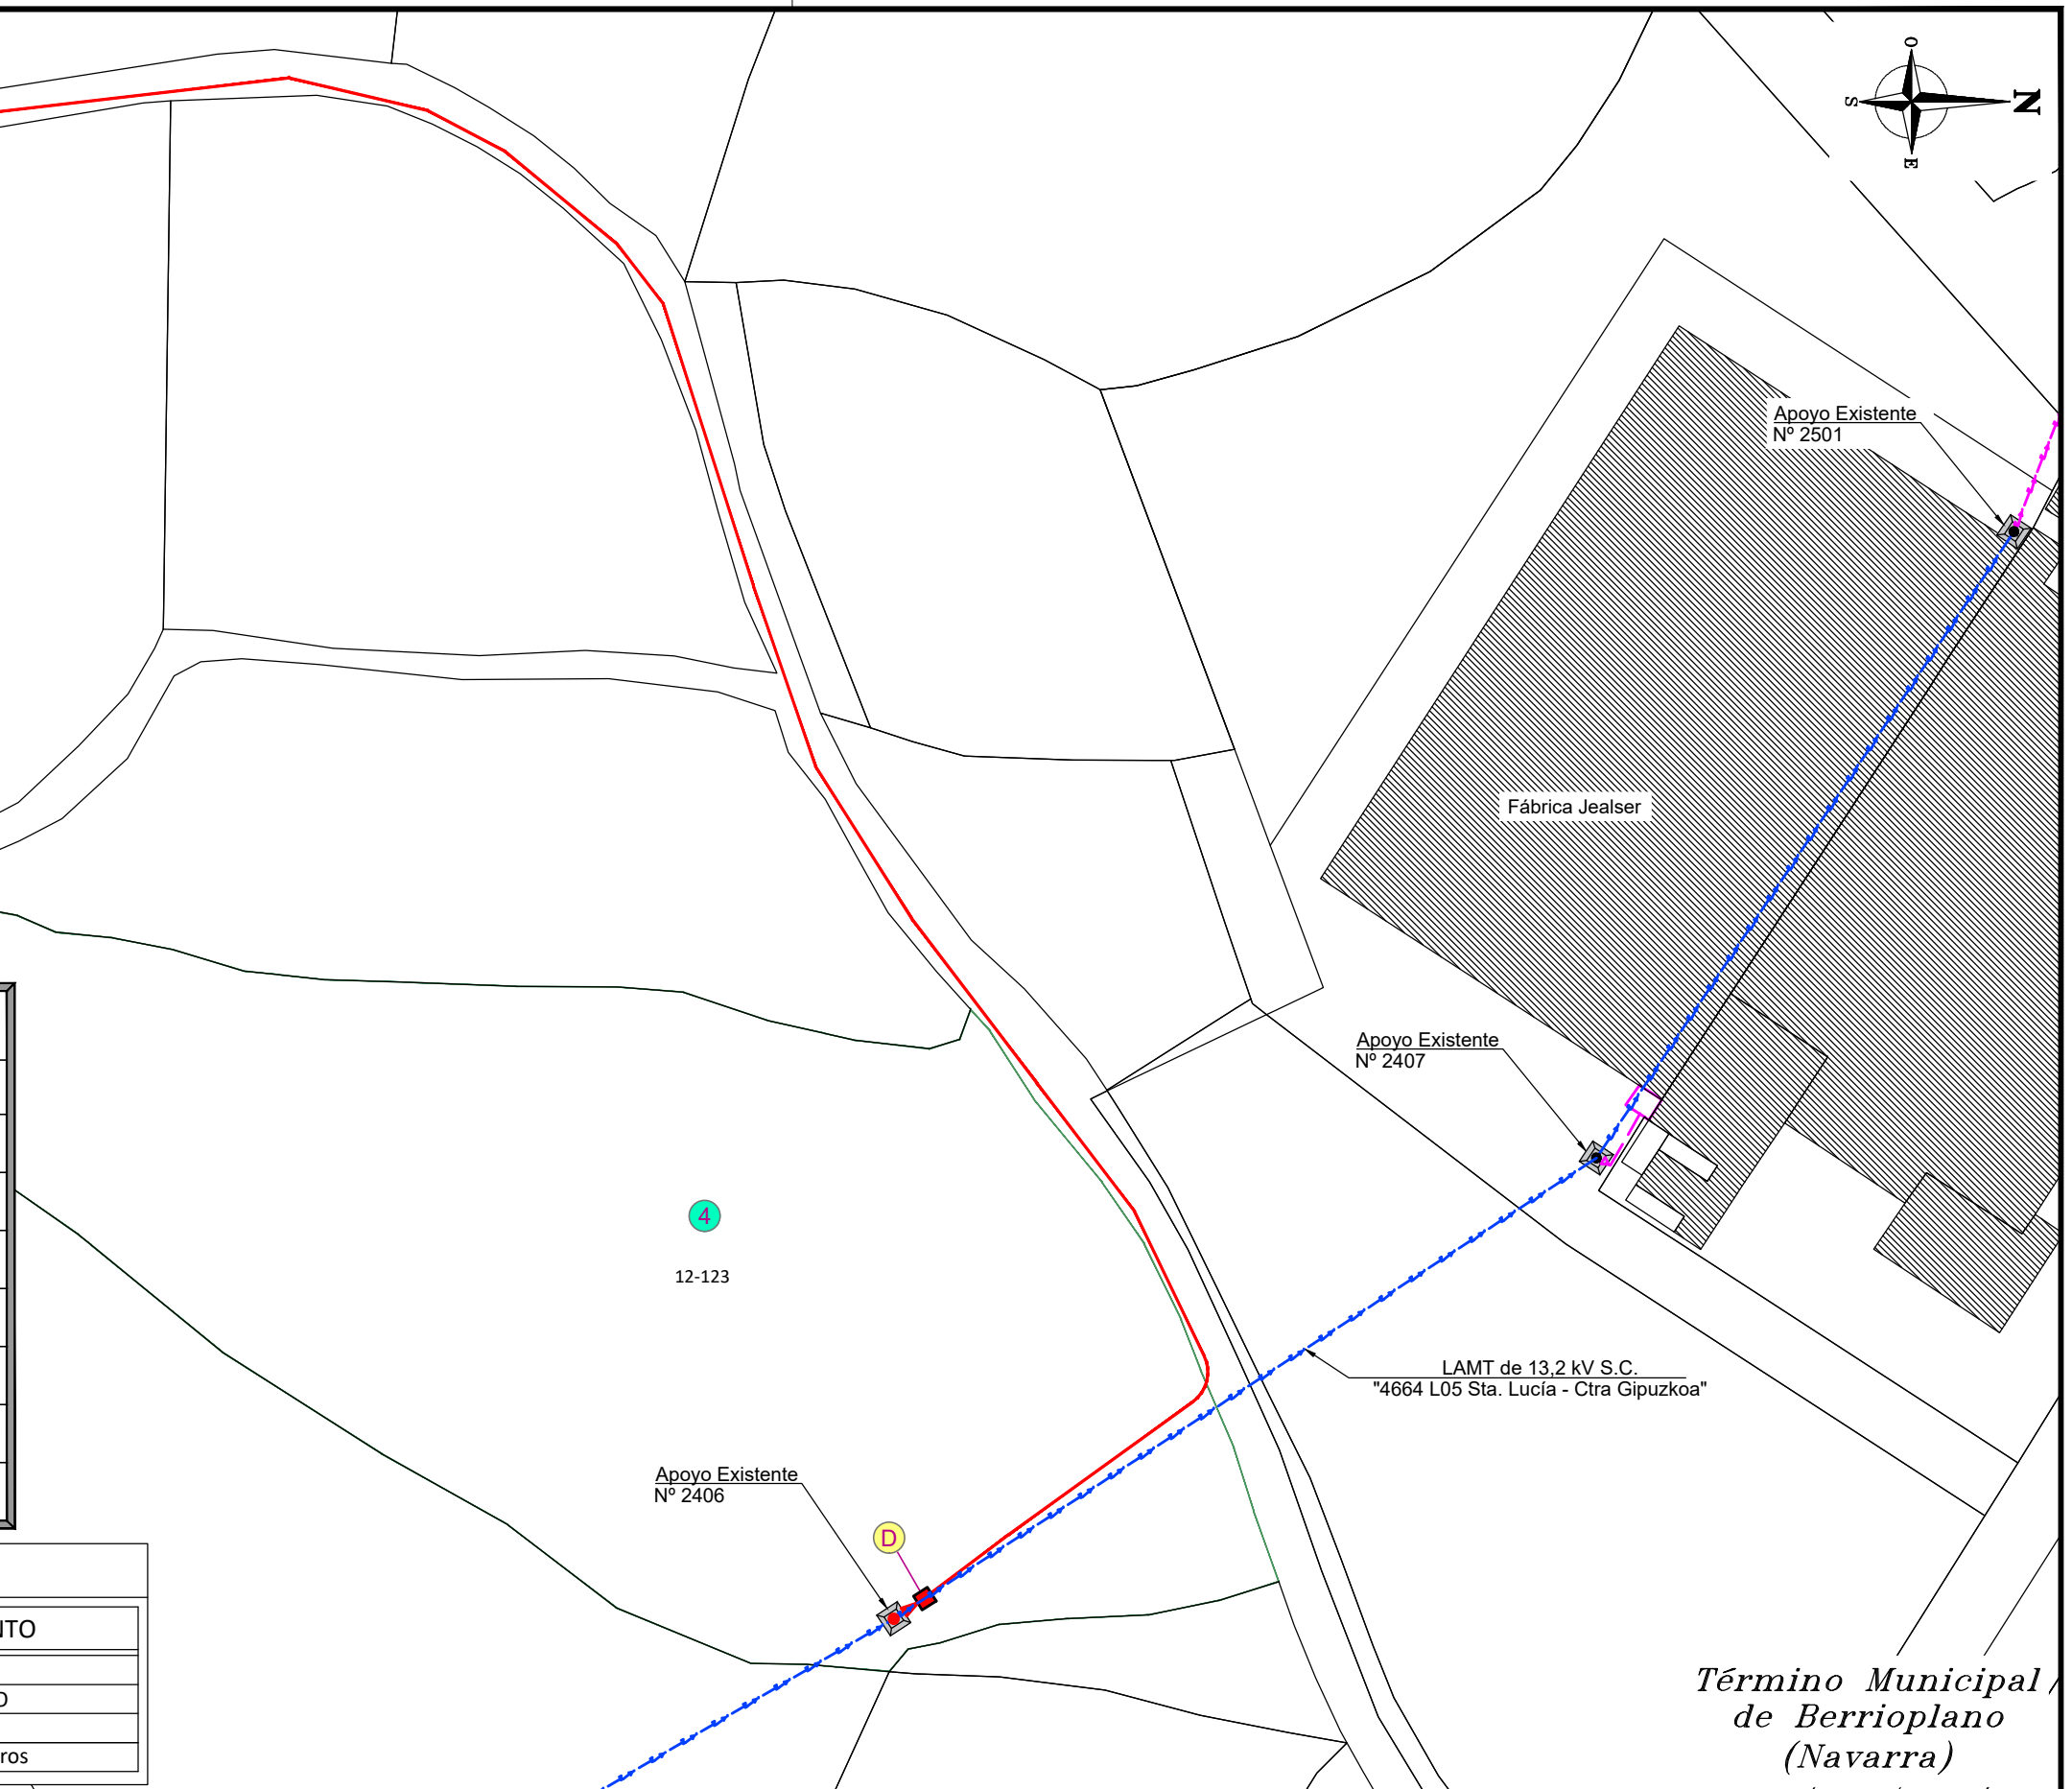 O
S
N
E
Apoyo Existente
Nº 2501
Fábrica Jealser
Apoyo Existente
Nº 2407
4
12-123
LAMT de 13,2 kV S.C.
"4664 L05 Sta. Lucía - Ctra Gipuzkoa"
Apoyo Existente
Nº 2406
D
NTO
O
ros
Término Municipal
de Berrioplano
(Navarra)